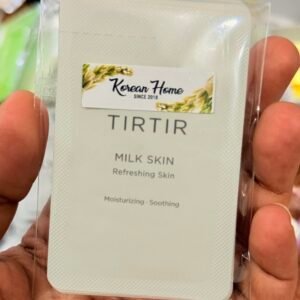 Korean Home
SINCE 2018
TIRTIR
MILK SKIN
Refreshing Skin
Moisturizing · Soothing